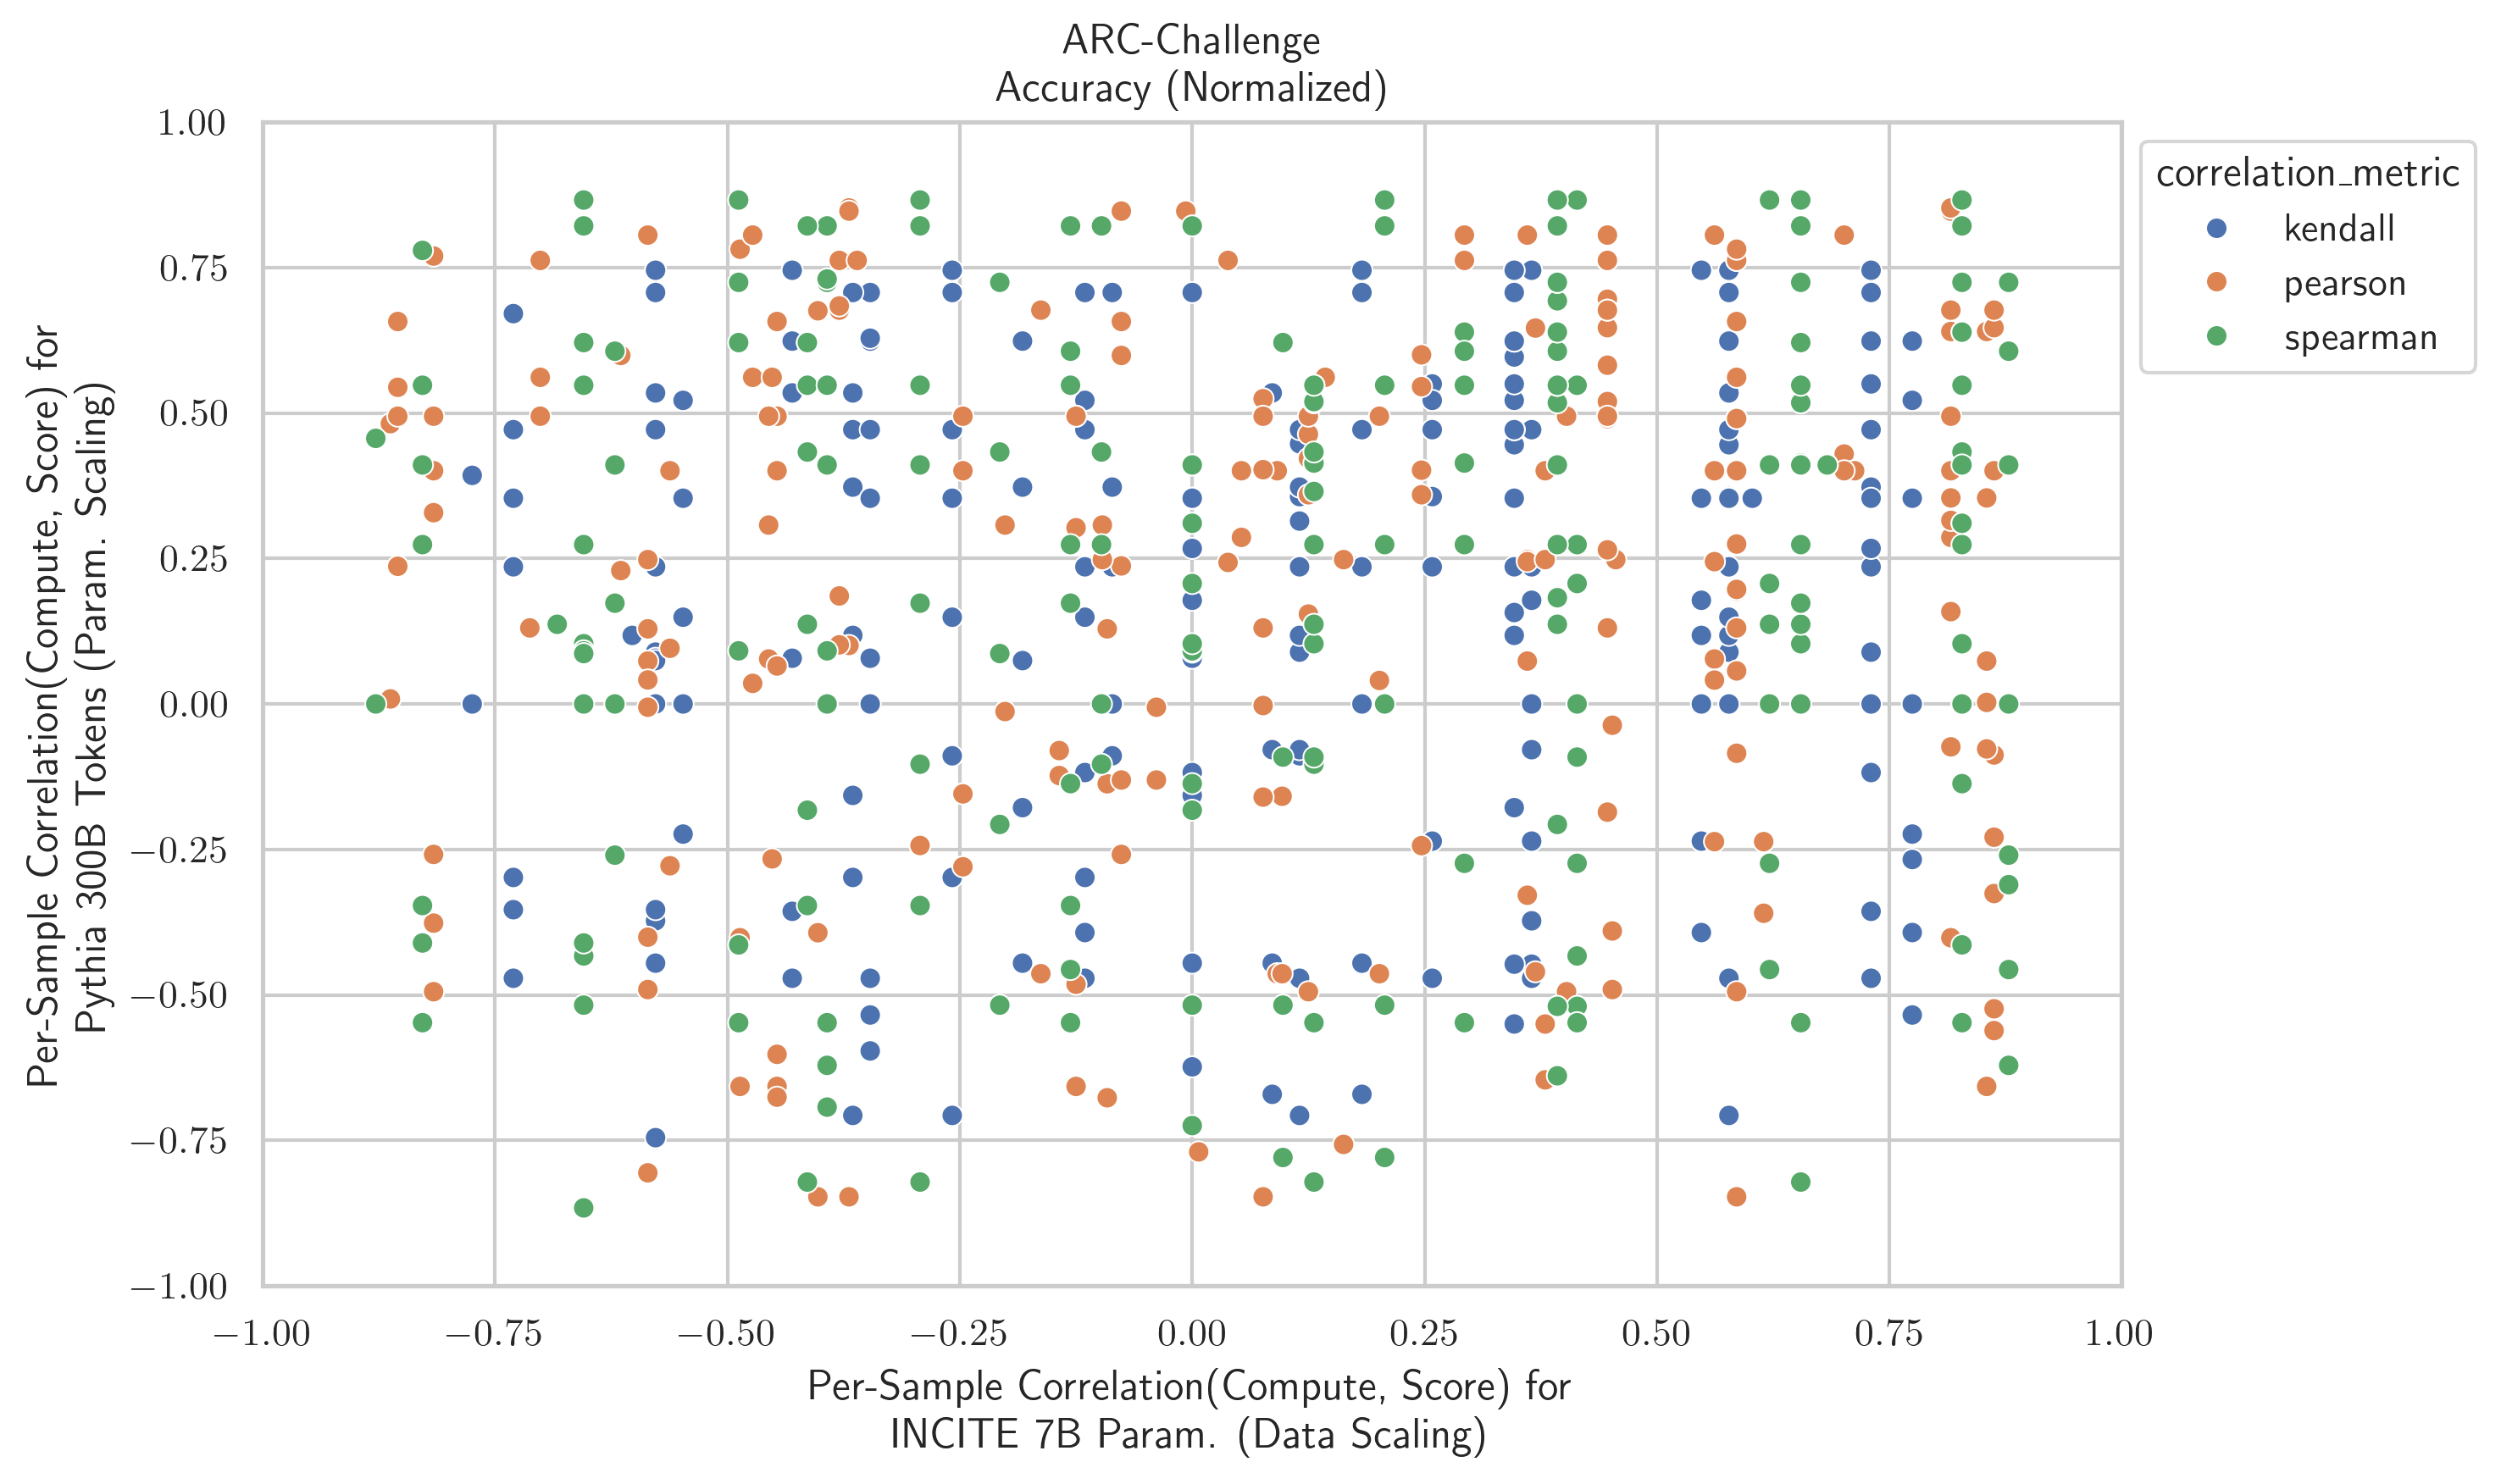 ARC-Challenge
Accuracy (Normalized)
Per-Sample Correlation(Compute, Score) for
Pythia 300B Tokens (Param. Scaling)
1.00
0.75
0.50
0.25
0.00
−0.25
−0.50
−0.75
−1.00
−1.00
−0.75
−0.50
−0.25
0.00
0.25
0.50
0.75
1.00
Per-Sample Correlation(Compute, Score) for
INCITE 7B Param. (Data Scaling)
correlation_metric
kendall
pearson
spearman